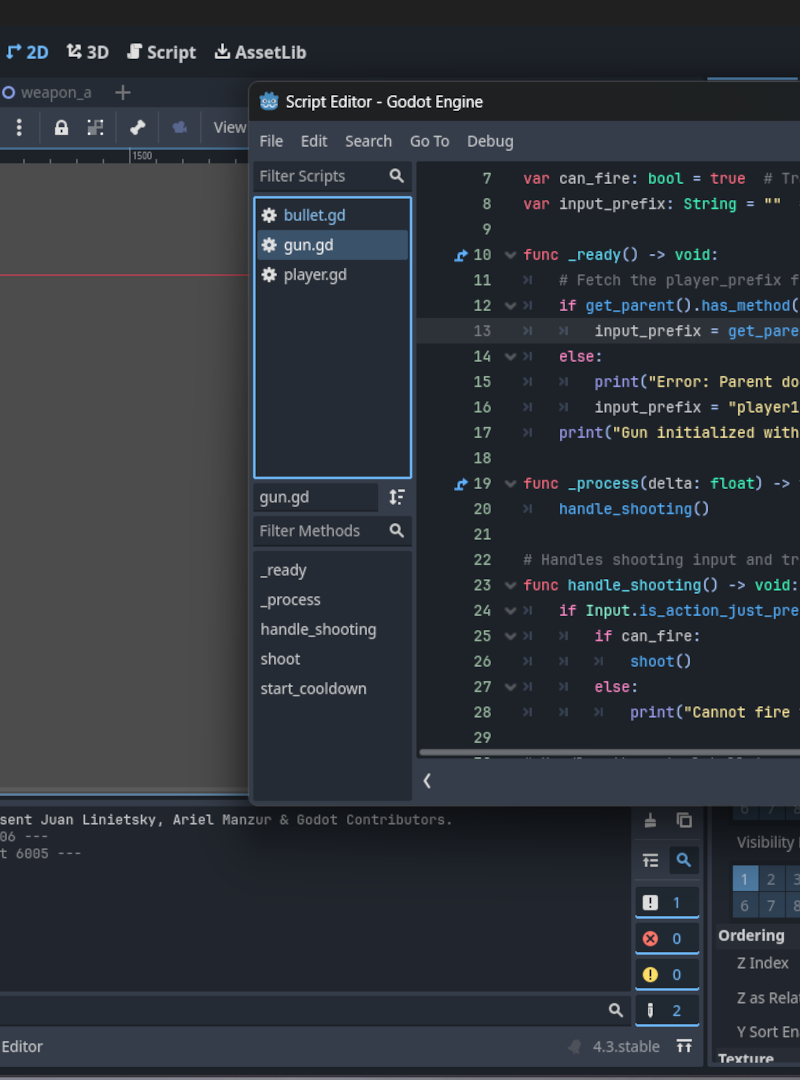 2D 3D Script AssetLib
weapon_a +
View
1500
Script Editor - Godot Engine
File Edit Search Go To Debug
Filter Scripts
bullet.gd
gun.gd
player.gd
gun.gd
Filter Methods
_ready
_process
handle_shooting
shoot
start_cooldown
7 var can_fire: bool = true # Tr
8 var input_prefix: String = ""
9
10 func _ready() -> void:
11 # Fetch the player_prefix f
12 if get_parent().has_method(
13 input_prefix = get_pare
14 else:
15 print("Error: Parent do
16 input_prefix = "player1
17 print("Gun initialized with
18
19 func _process(delta: float) ->
20 handle_shooting()
21
22 # Handles shooting input and tr
23 func handle_shooting() -> void:
24 if Input.is_action_just_pre
25 if can_fire:
26 shoot()
27 else:
28 print("Cannot fire
29
sent Juan Linietsky, Ariel Manzur & Godot Contributors.
06 ---
t 6005 ---
1
0
0
2
Editor
4.3.stable
6 7 8
Visibility
1 2 3
6 7 8
Ordering
Z Index
Z as Rela
Y Sort En
Texture